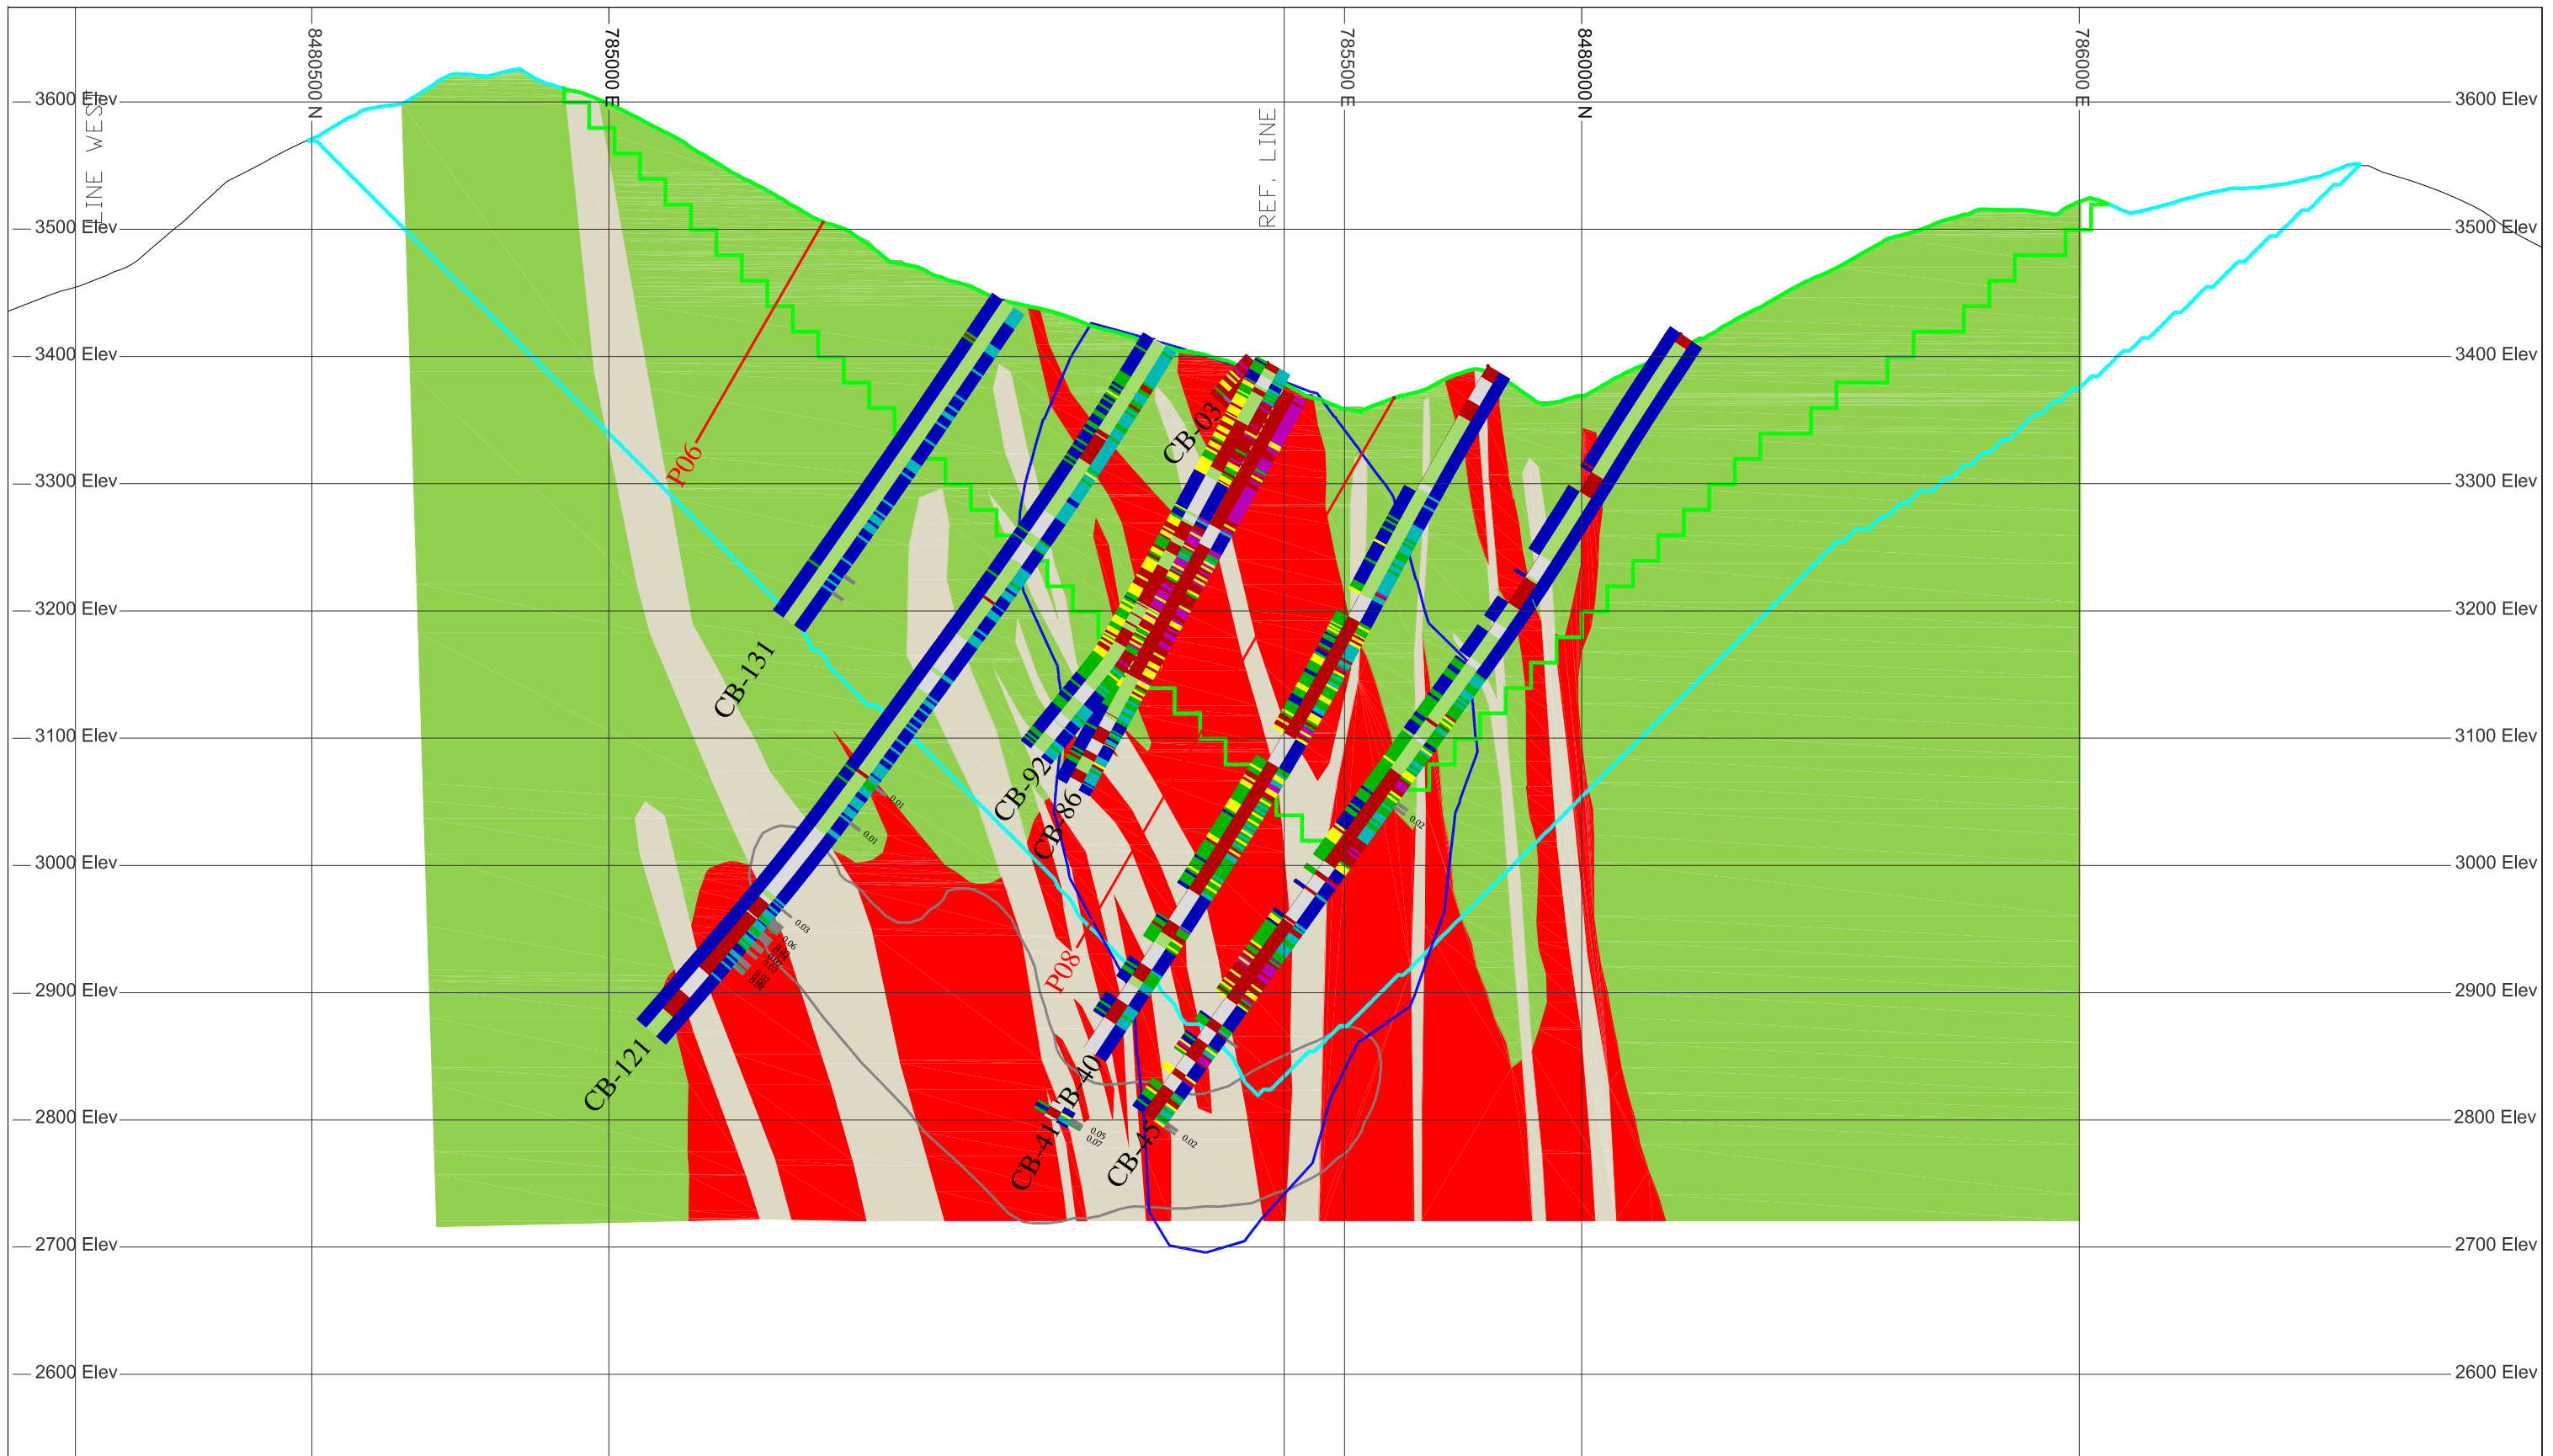 8480500 N
785000 E
785500 E
8480000 N
786000 E
LINE WEST
REF. LINE
3600 Elev
3600 Elev
3500 Elev
3500 Elev
3400 Elev
3400 Elev
3300 Elev
3300 Elev
3200 Elev
3200 Elev
3100 Elev
3100 Elev
3000 Elev
3000 Elev
2900 Elev
2900 Elev
2800 Elev
2800 Elev
2700 Elev
2700 Elev
2600 Elev
2600 Elev
P06
CB-03
CB-131
CB-92
CB-86
0.01
0.01
0.02
0.03
0.06
0.02
P08
CB-121
B-40
CB-41
CB-45
0.05
0.07
0.02